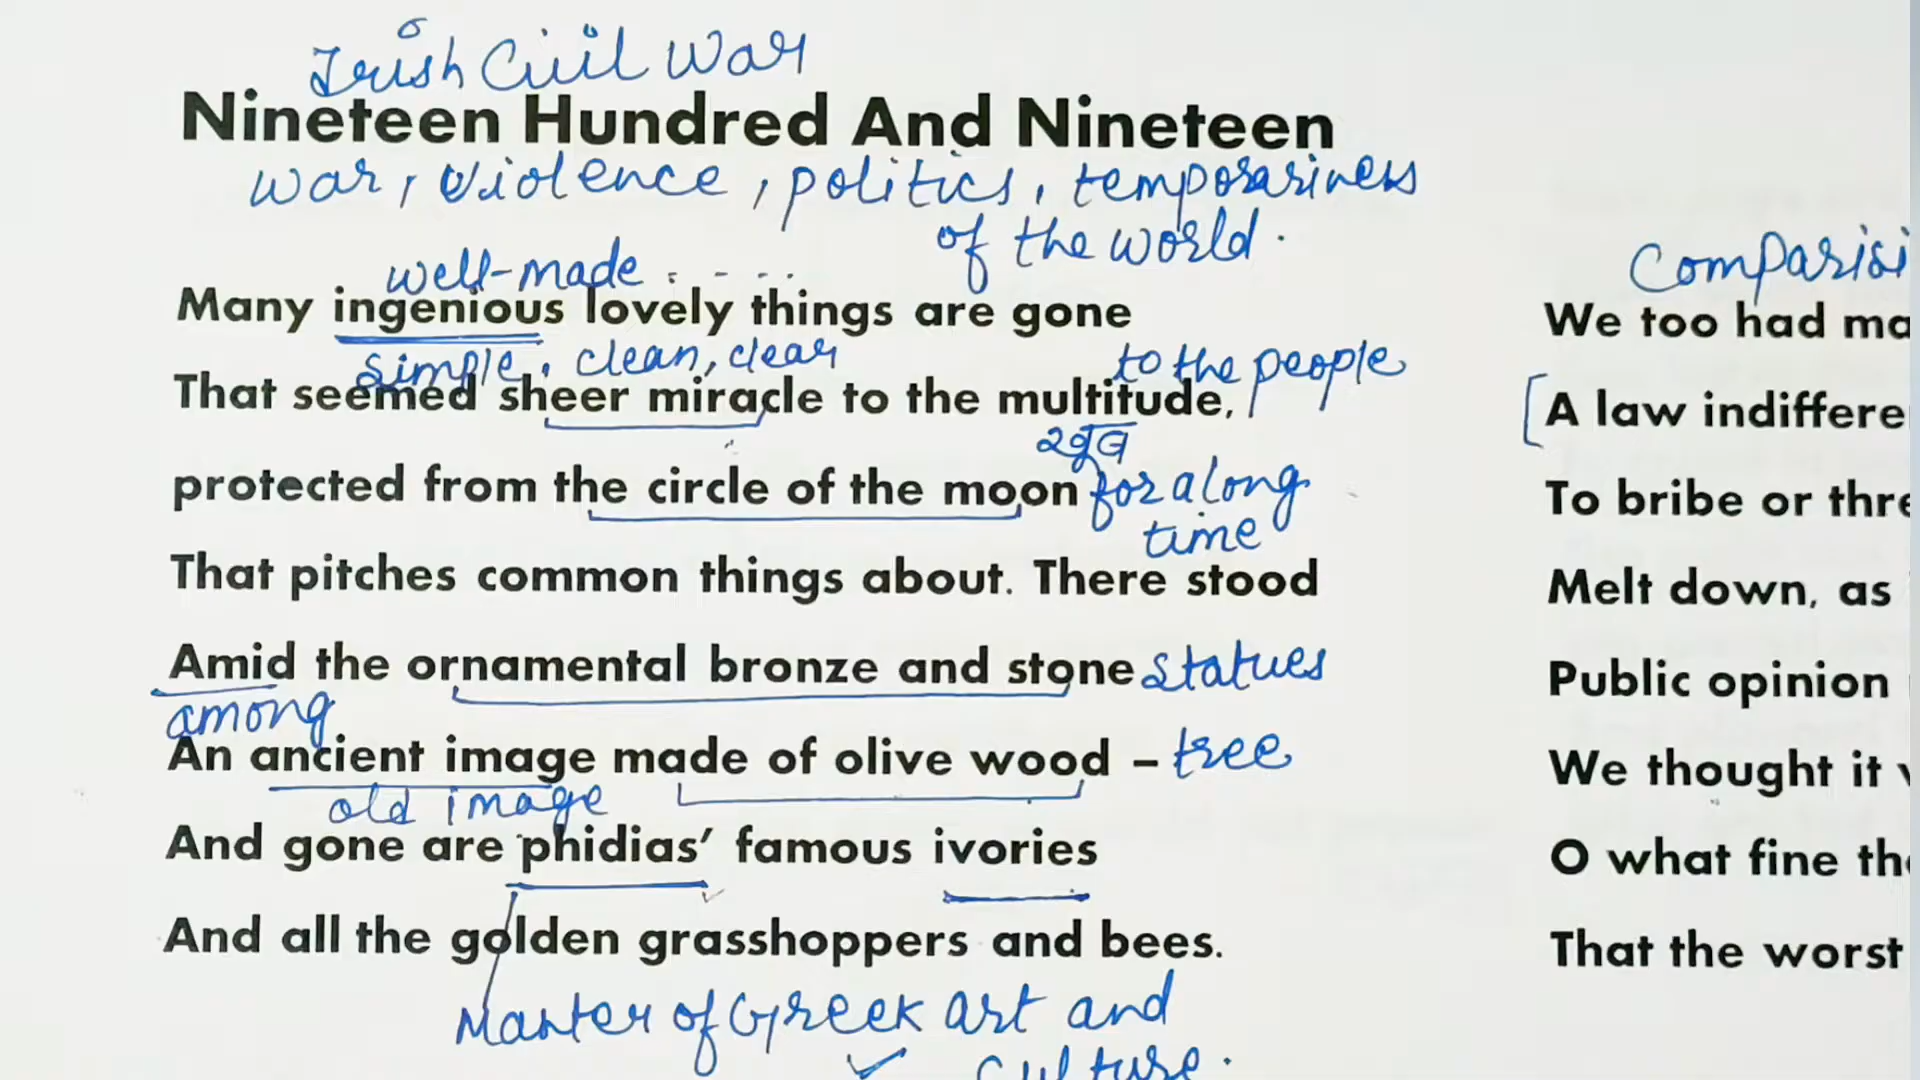 Irish Civil War
Nineteen Hundred And Nineteen
war, violence, politics, temporariness
of the world.
well-made
Many ingenious lovely things are gone
simple, clean, clear
to the people
That seemed sheer miracle to the multitude,
protected from the circle of the moon for a long
time
That pitches common things about. There stood
Amid the ornamental bronze and stone statues
among
An ancient image made of olive wood – tree
old image
And gone are phidias’ famous ivories
And all the golden grasshoppers and bees.
Master of Greek art and
culture.
Comparisi
We too had ma
A law indiffere
To bribe or thre
Melt down, as
Public opinion
We thought it
O what fine th
That the worst